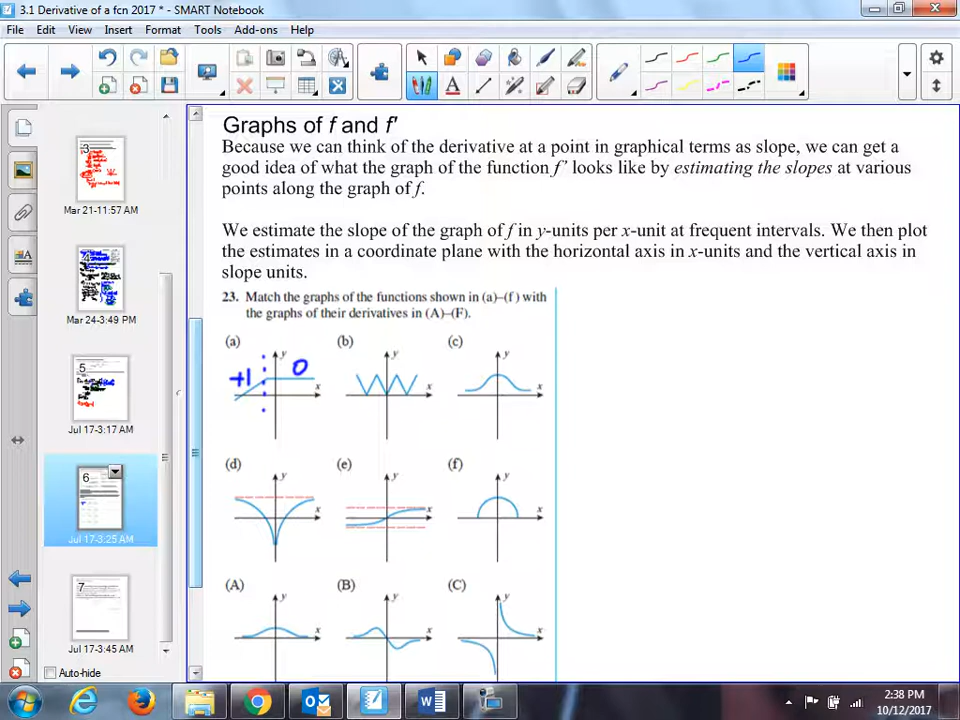 3.1 Derivative of a fcn 2017 * - SMART Notebook
File Edit View Insert Format Tools Add-ons Help
3
Mar 21-11:57 AM
Mar 24-3:49 PM
5
Jul 17-3:17 AM
6
Jul 17-3:25 AM
7
Jul 17-3:45 AM
Auto-hide
Graphs of f and f'
Because we can think of the derivative at a point in graphical terms as slope, we can get a
good idea of what the graph of the function f' looks like by estimating the slopes at various
points along the graph of f.
We estimate the slope of the graph of f in y-units per x-unit at frequent intervals. We then plot
the estimates in a coordinate plane with the horizontal axis in x-units and the vertical axis in
slope units.
23. Match the graphs of the functions shown in (a)–(f) with
the graphs of their derivatives in (A)–(F).
(a) (b) (c)
y y y
+1 0
x x x
(d) (e) (f)
y y y
x x x
(A) (B) (C)
y y y
x x x
2:38 PM
10/12/2017